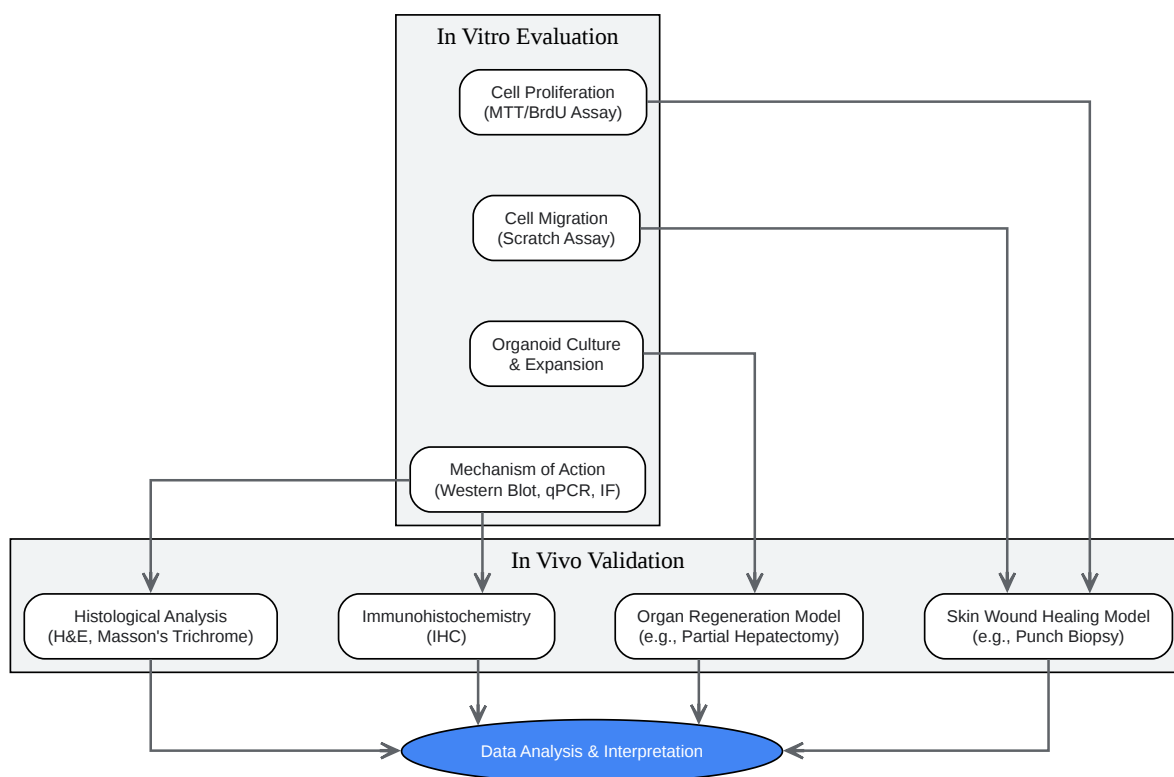 In Vitro Evaluation
Cell Proliferation
(MTT/BrdU Assay)
Cell Migration
(Scratch Assay)
Organoid Culture
& Expansion
Mechanism of Action
(Western Blot, qPCR, IF)
In Vivo Validation
Histological Analysis
(H&E, Masson's Trichrome)
Immunohistochemistry
(IHC)
Organ Regeneration Model
(e.g., Partial Hepatectomy)
Skin Wound Healing Model
(e.g., Punch Biopsy)
Data Analysis & Interpretation